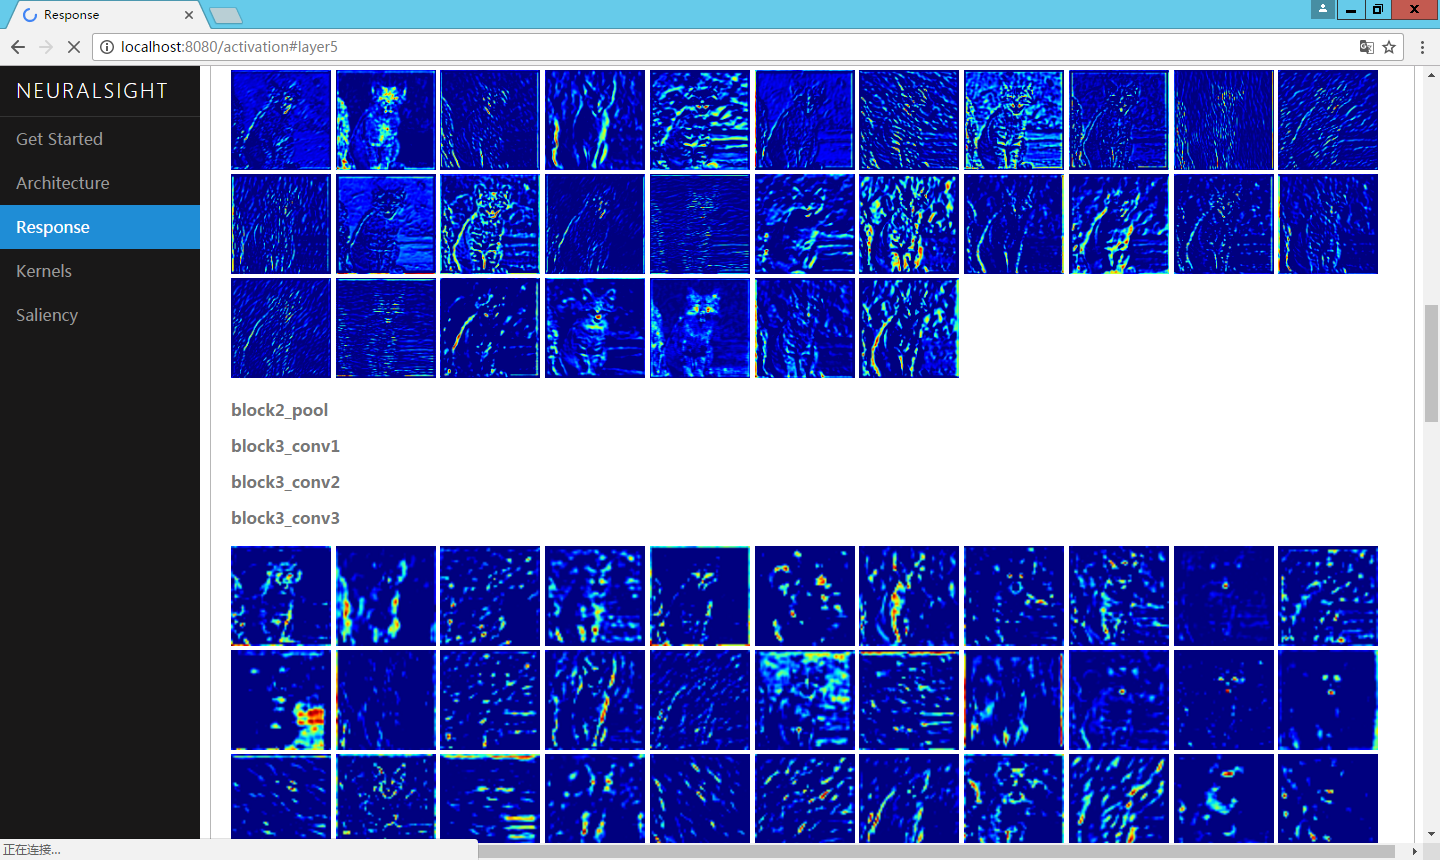 Response
localhost:8080/activation#layer5
NEURALSIGHT
Get Started
Architecture
Response
Kernels
Saliency
block2_pool
block3_conv1
block3_conv2
block3_conv3
正在连接...